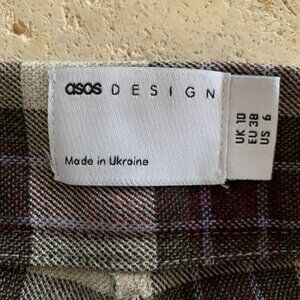 asos DESIGN
Made in Ukraine
UK 10
EU 38
US 6